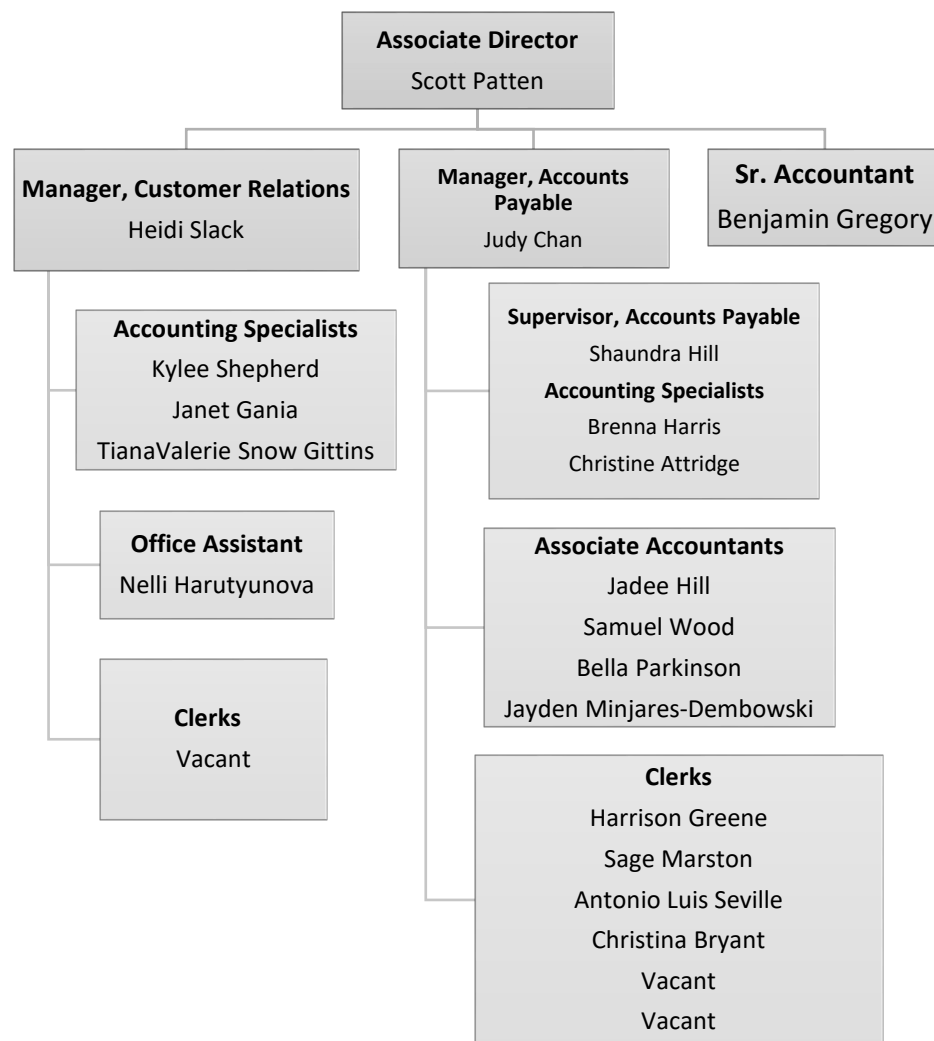 Associate Director
Scott Patten
Manager, Customer Relations
Heidi Slack
Manager, Accounts
Payable
Judy Chan
Sr. Accountant
Benjamin Gregory
Accounting Specialists
Kylee Shepherd
Janet Gania
TianaValerie Snow Gittins
Office Assistant
Nelli Harutyunova
Clerks
Vacant
Supervisor, Accounts Payable
Shaundra Hill
Accounting Specialists
Brenna Harris
Christine Attridge
Associate Accountants
Jadee Hill
Samuel Wood
Bella Parkinson
Jayden Minjares-Dembowski
Clerks
Harrison Greene
Sage Marston
Antonio Luis Seville
Christina Bryant
Vacant
Vacant